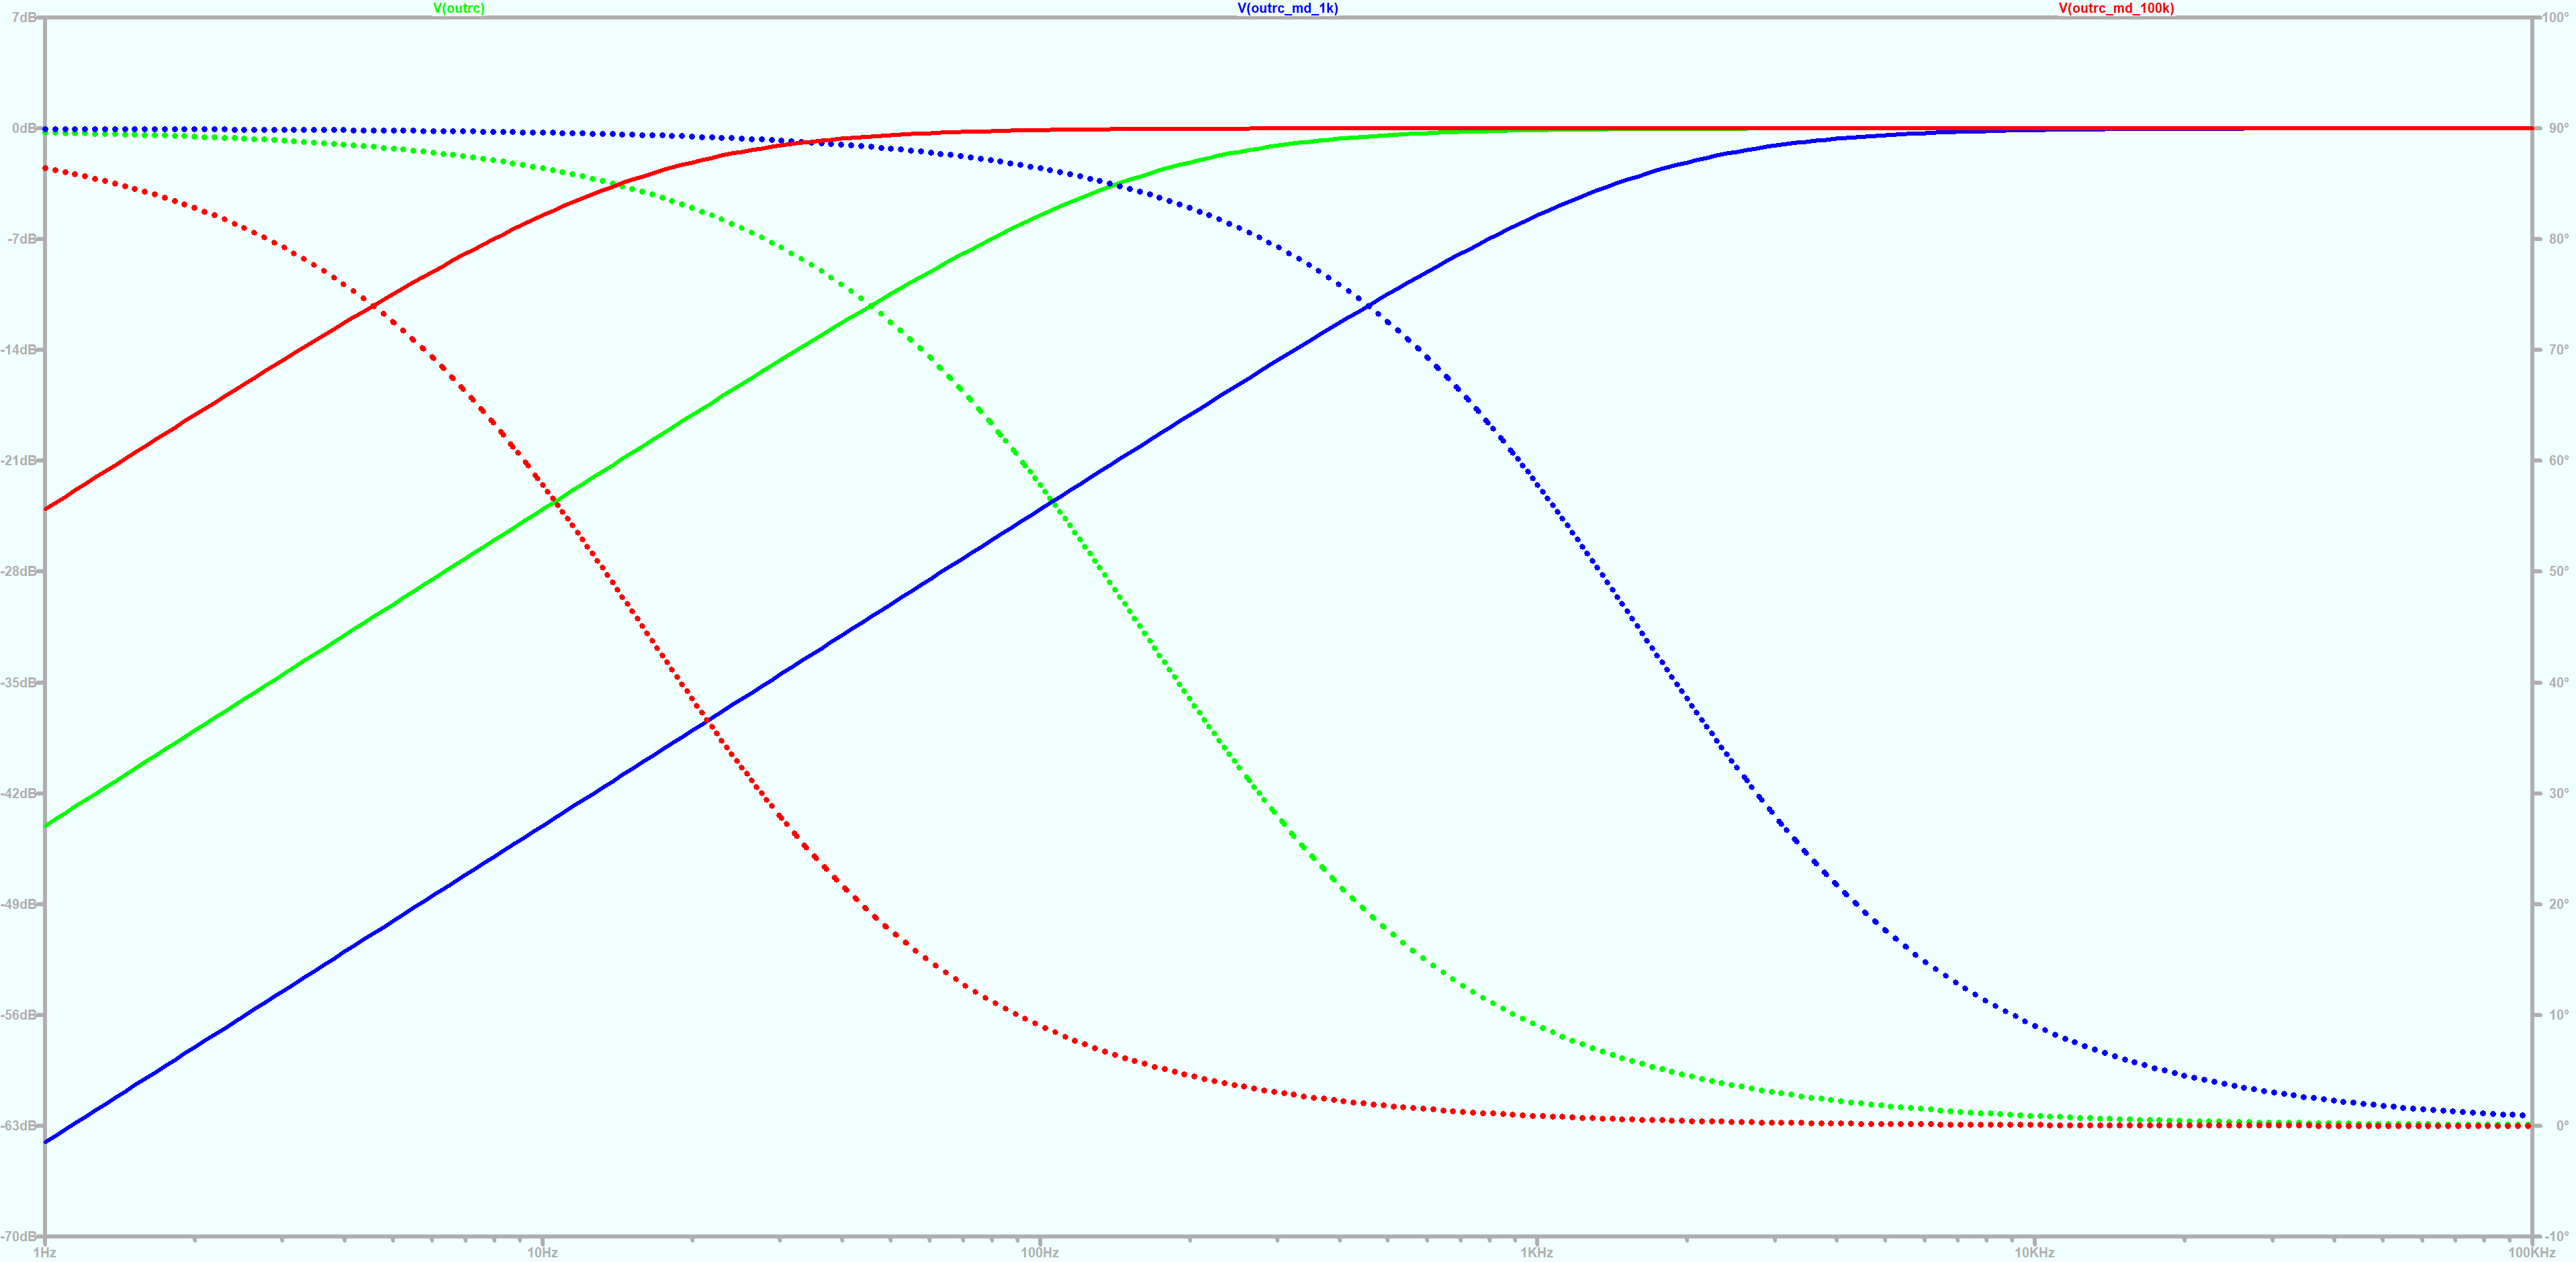 V(outrc) V(outrc_md_1k) V(outrc_md_100k)
7dB 100°
0dB 90°
-7dB 80°
-14dB 70°
-21dB 60°
-28dB 50°
-35dB 40°
-42dB 30°
-49dB 20°
-56dB 10°
-63dB 0°
-70dB -10°
1Hz 10Hz 100Hz 1KHz 10KHz 100KHz